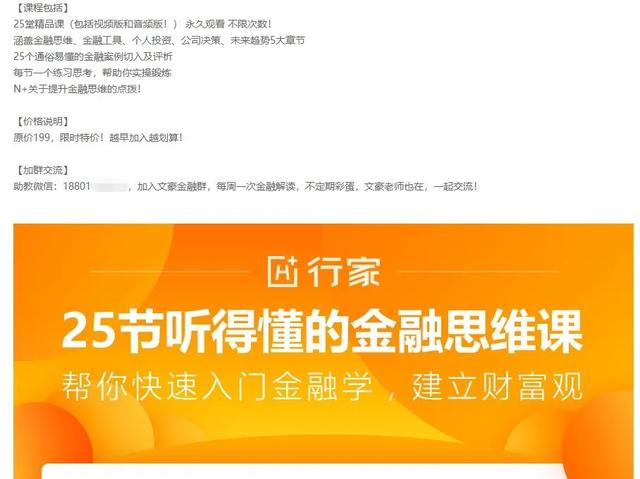 【课程包括】
25堂精品课（包括视频版和音频版！） 永久观看 不限次数！
涵盖金融思维、金融工具、个人投资、公司决策、未来趋势5大章节
25个通俗易懂的金融案例切入及评析
每节一个练习思考，帮助你实操锻炼
N+关于提升金融思维的点拨！
【价格说明】
原价199，限时特价！越早加入越划算！
【加群交流】
助教微信：18801，加入文豪金融群，每周一次金融解读，不定期彩蛋，文豪老师也在，一起交流！
行家
25节听得懂的金融思维课
帮你快速入门金融学，建立财富观